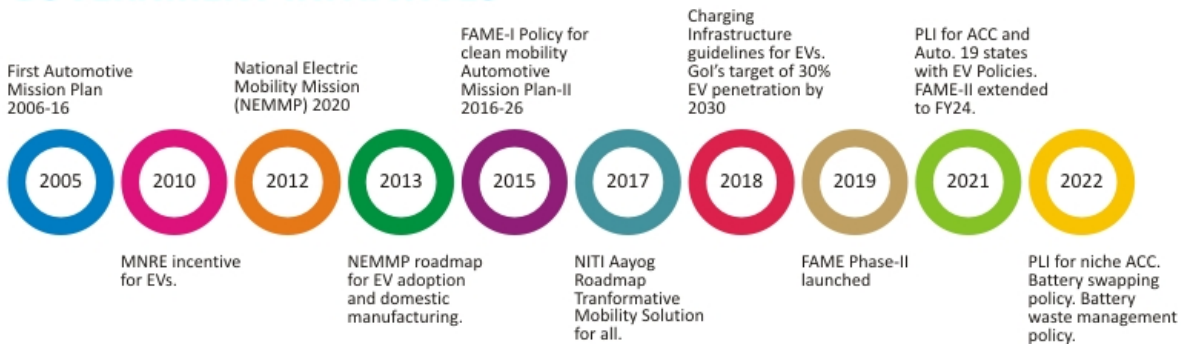 First Automotive
Mission Plan
2006-16
2005
2010
MNRE incentive
for EVs.
National Electric
Mobility Mission
(NEMMP) 2020
2012
2013
NEMMP roadmap
for EV adoption
and domestic
manufacturing.
FAME-I Policy for
clean mobility
Automotive
Mission Plan-II
2016-26
2015
2017
NITI Aayog
Roadmap
Tranformative
Mobility Solution
for all.
Charging
Infrastructure
guidelines for EVs.
GoI's target of 30%
EV penetration by
2030
2018
2019
FAME Phase-II
launched
PLI for ACC and
Auto. 19 states
with EV Policies.
FAME-II extended
to FY24.
2021
2022
PLI for niche ACC.
Battery swapping
policy. Battery
waste management
policy.